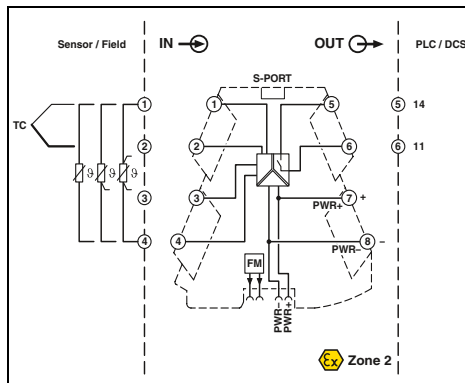 Sensor / Field
IN
OUT
PLC / DCS
S-PORT
TC
1
1
5
5
14
2
2
6
6
11
ϑ
ϑ
ϑ
3
3
7
+
PWR+
4
4
8
–
PWR–
FM
PWR–
PWR+
Ex
Zone 2